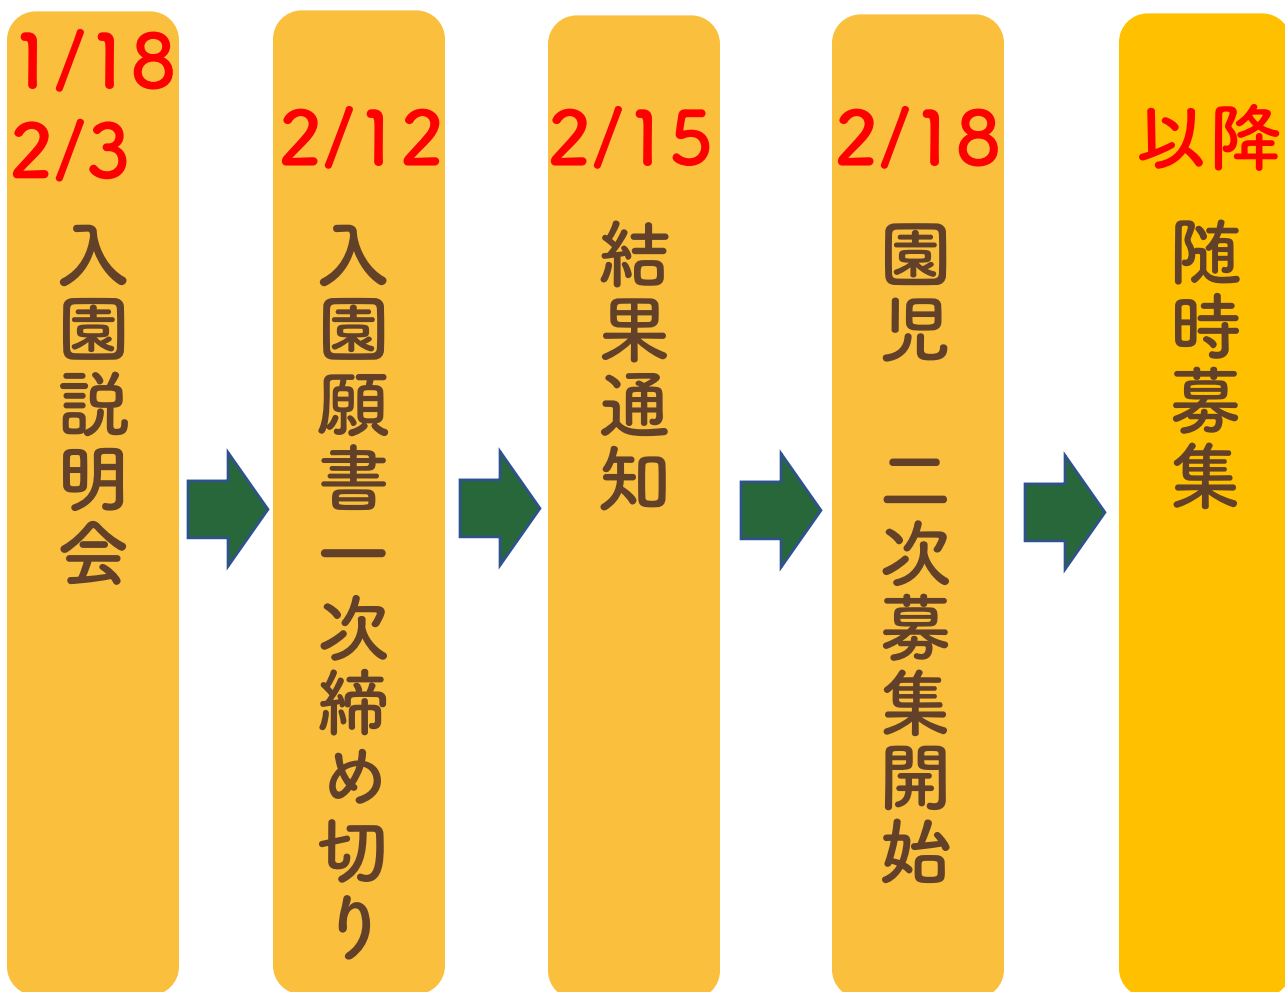 1/18
2/3
入園説明会
2/12
入園願書一次締め切り
2/15
結果通知
2/18
園児　二次募集開始
以降
随時募集